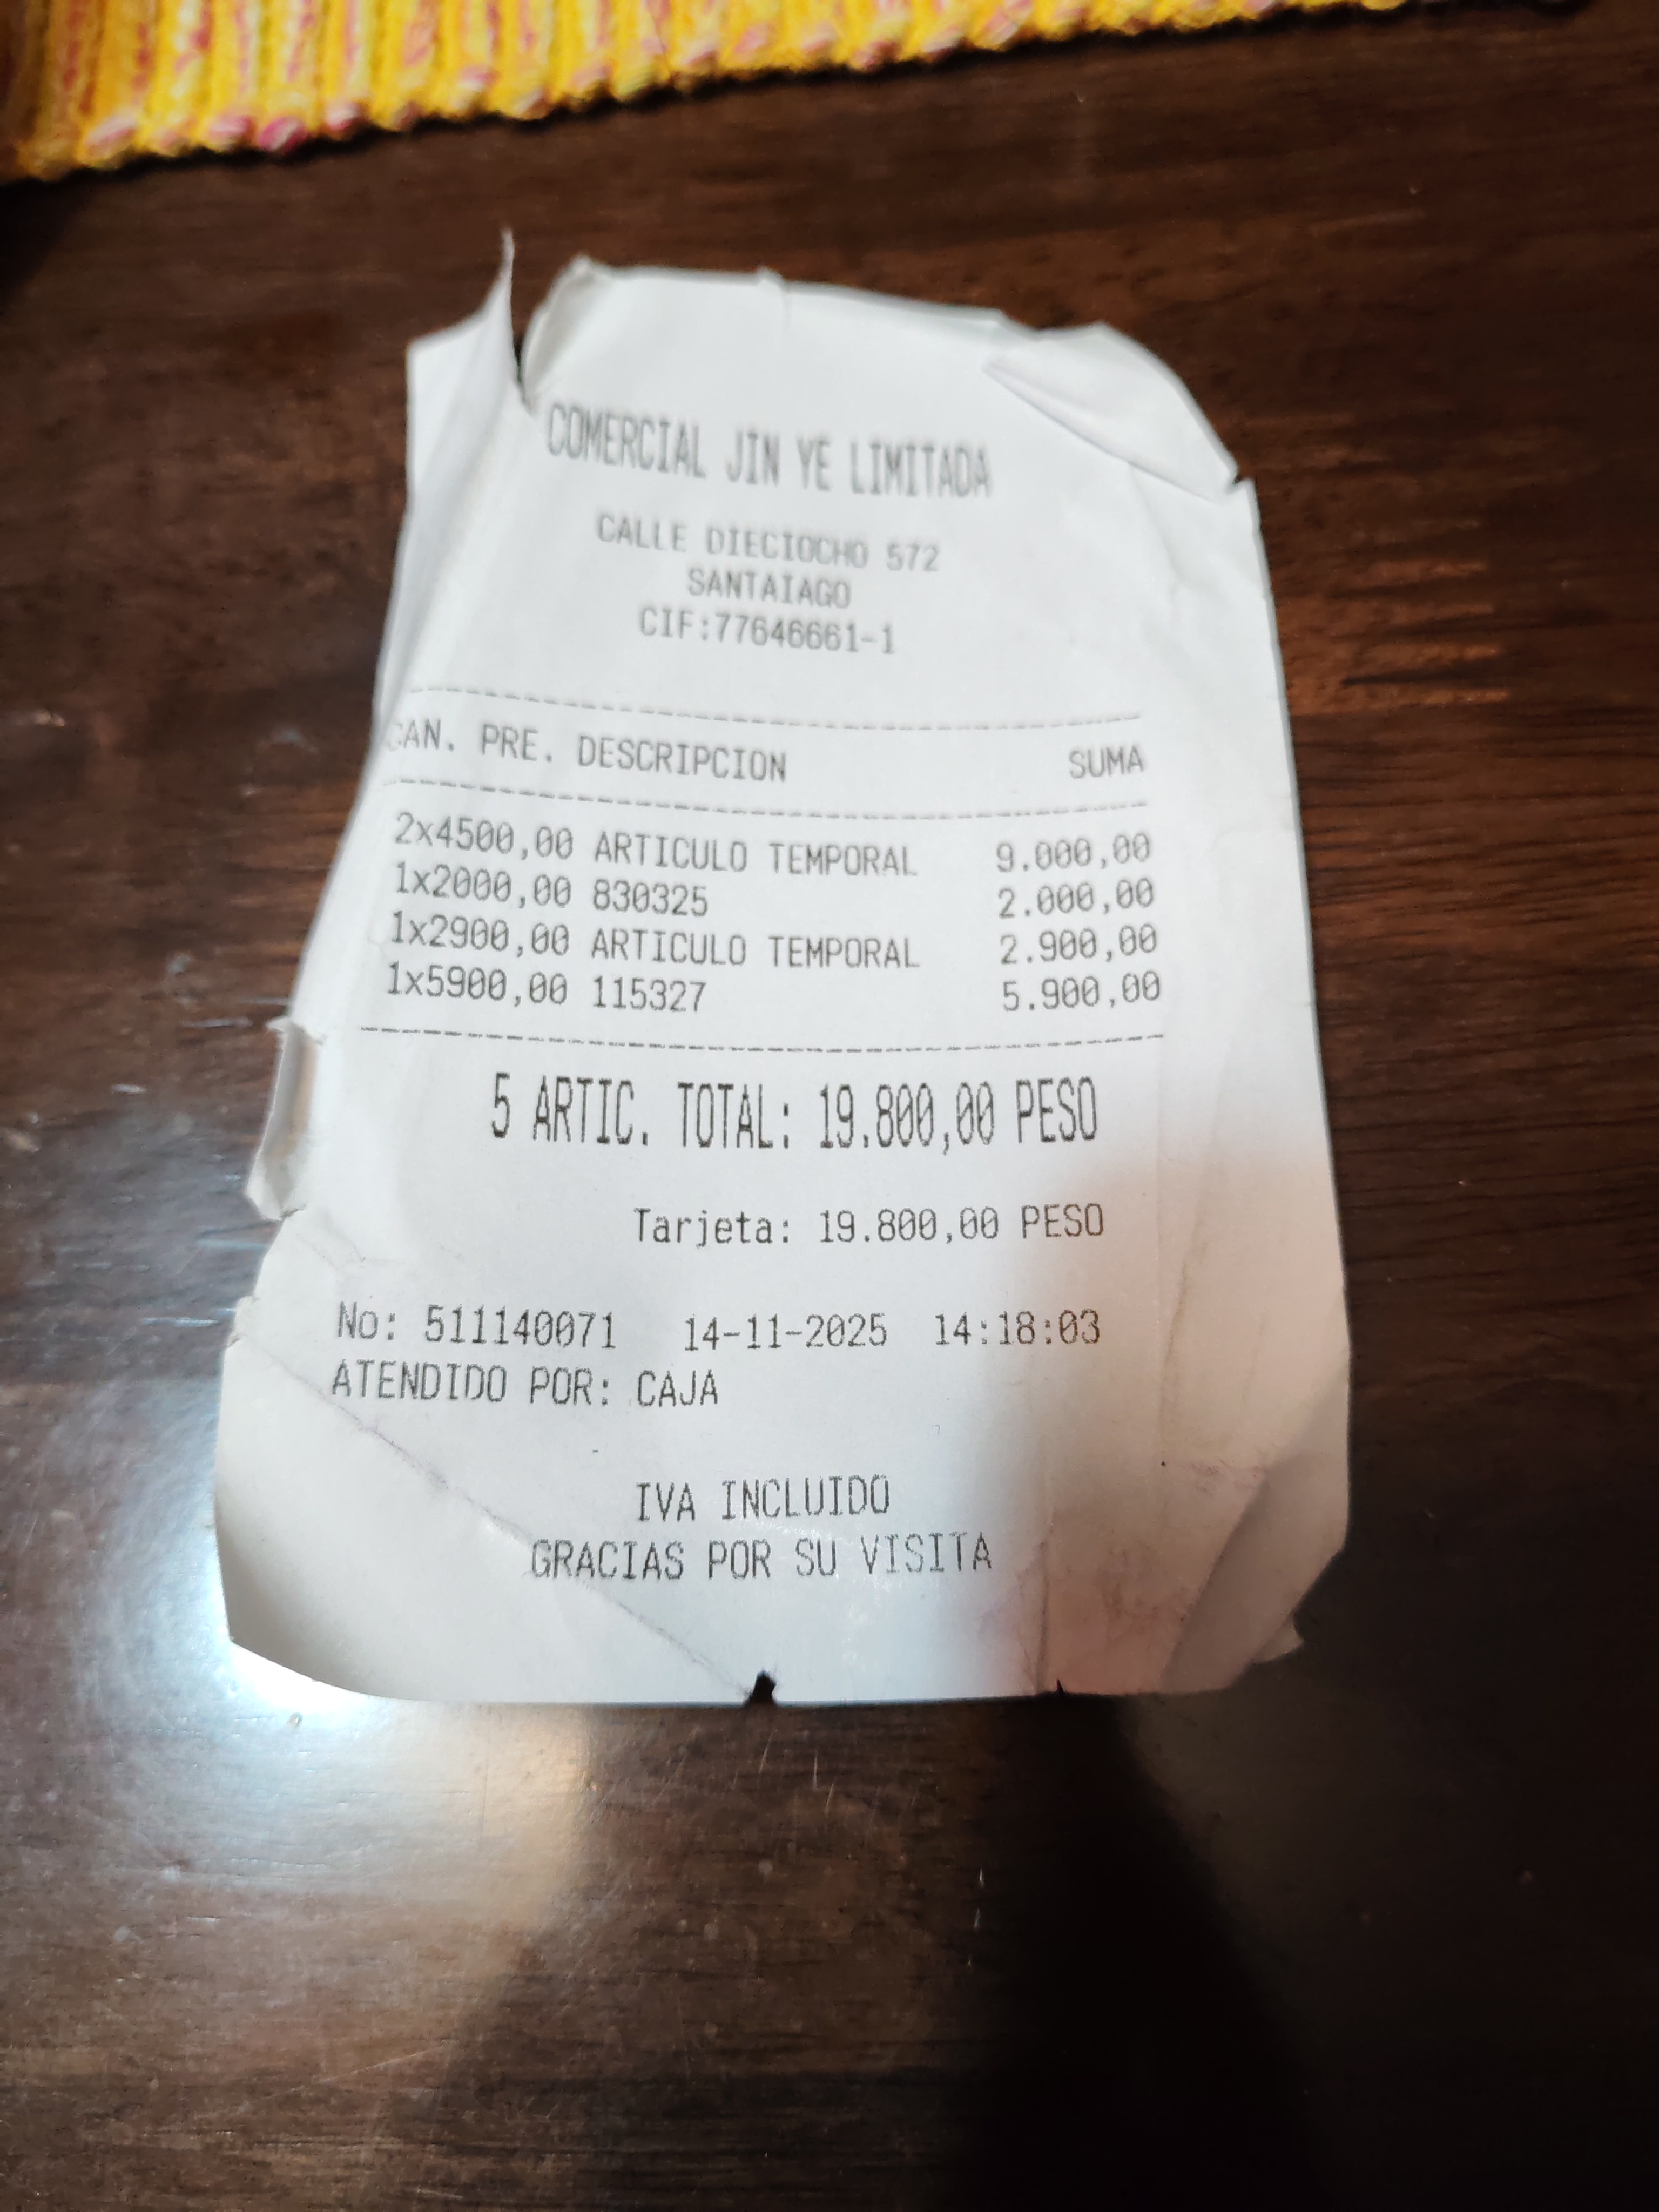 COMERCIAL JIN YE LIMITADA
CALLE DIECIOCHO 572
SANTAIAGO
CIF:77646661-1
CAN. PRE. DESCRIPCION SUMA
2x4500,00 ARTICULO TEMPORAL 9.000,00
1x2000,00 830325 2.000,00
1x2900,00 ARTICULO TEMPORAL 2.900,00
1x5900,00 115327 5.900,00
5 ARTIC. TOTAL: 19.800,00 PESO
Tarjeta: 19.800,00 PESO
No: 511140071 14-11-2025 14:18:03
ATENDIDO POR: CAJA
IVA INCLUIDO
GRACIAS POR SU VISITA